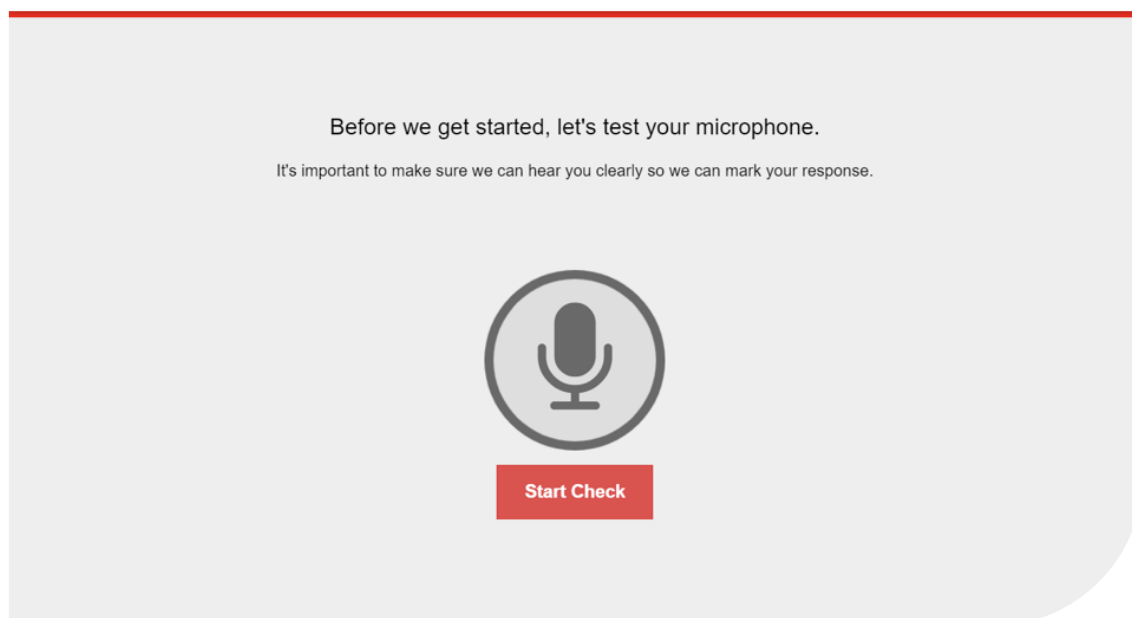 Before we get started, let's test your microphone.
It's important to make sure we can hear you clearly so we can mark your response.
Start Check